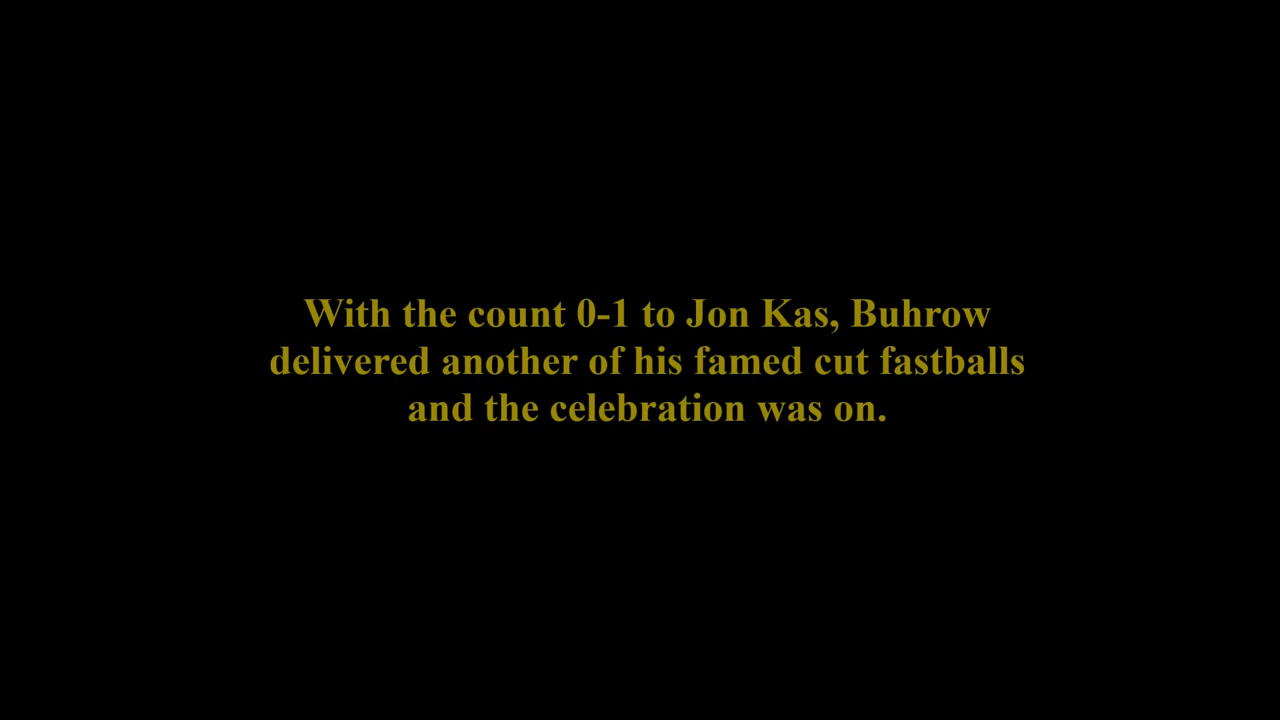 With the count 0-1 to Jon Kas, Buhrow
delivered another of his famed cut fastballs
and the celebration was on.